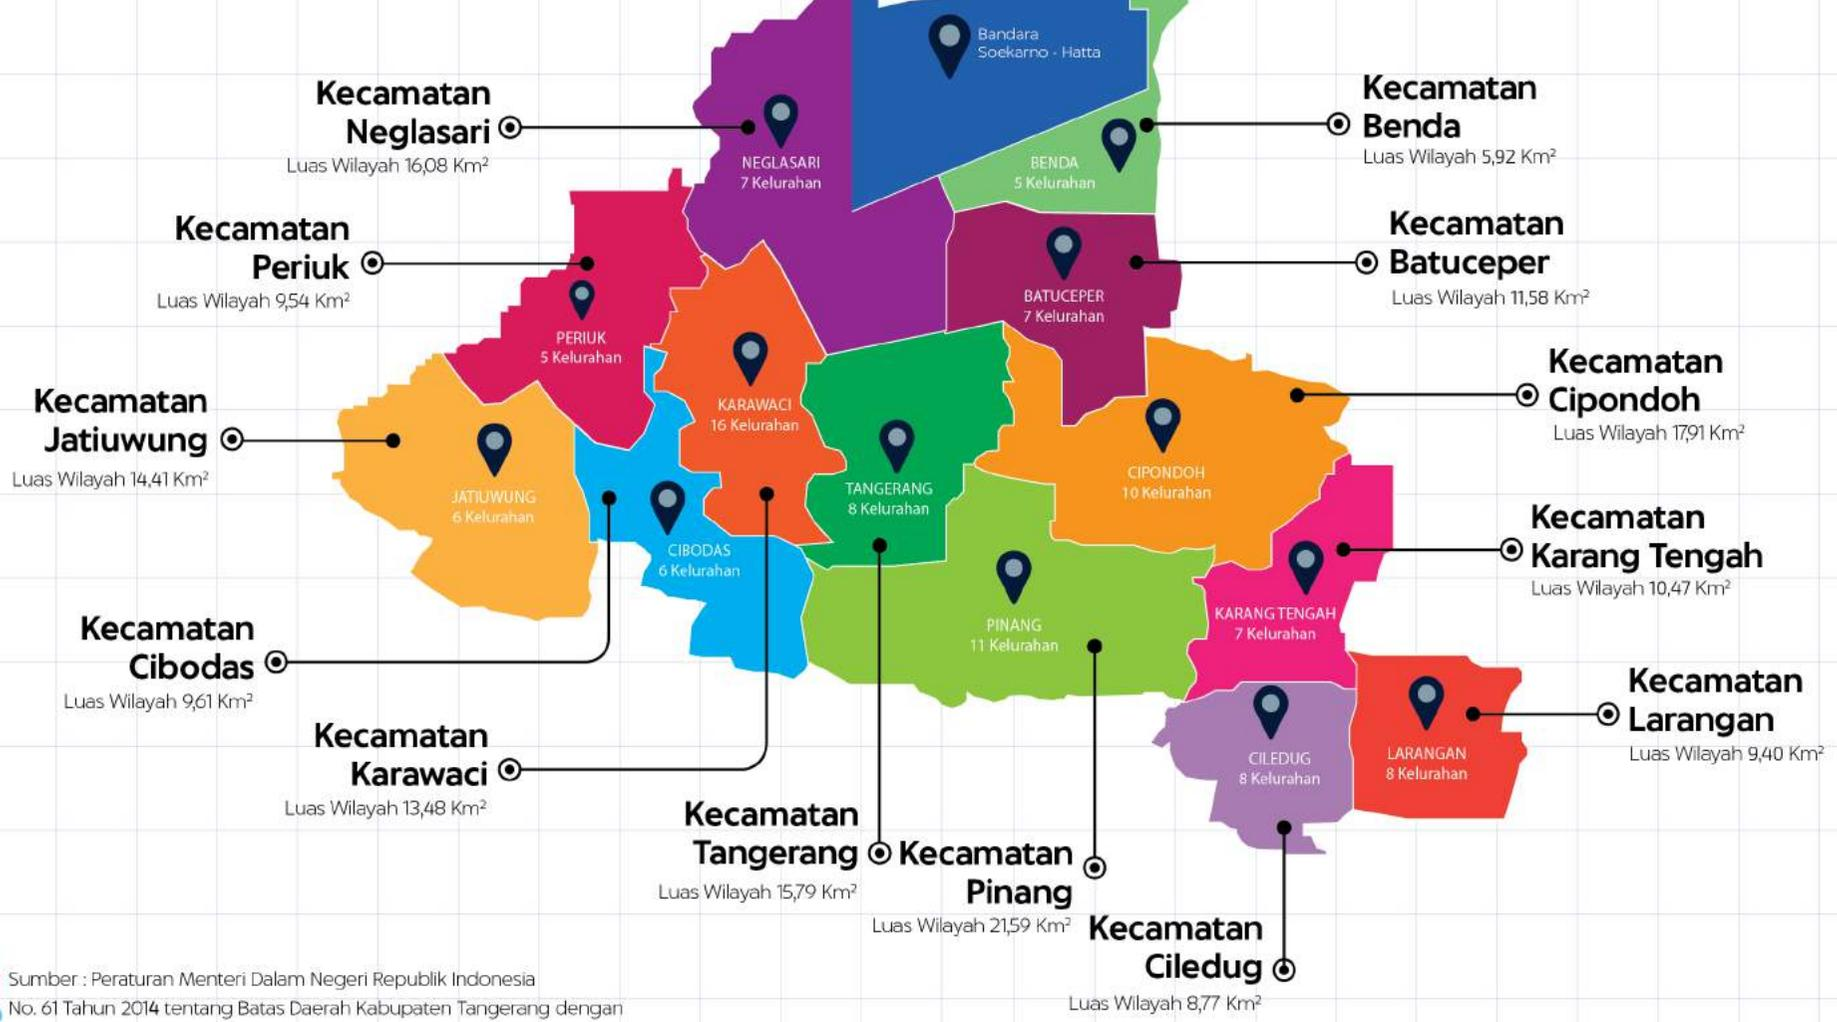 Bandara
Soekarno - Hatta
Kecamatan
Neglasari
Luas Wilayah 16,08 Km²
Kecamatan
Benda
Luas Wilayah 5,92 Km²
NEGLASARI
7 Kelurahan
BENDA
5 Kelurahan
Kecamatan
Periuk
Luas Wilayah 9,54 Km²
Kecamatan
Batuceper
Luas Wilayah 11,58 Km²
BATUCEPER
7 Kelurahan
PERIUK
5 Kelurahan
Kecamatan
Jatiuwung
Luas Wilayah 14,41 Km²
KARAWACI
16 Kelurahan
Kecamatan
Cipondoh
Luas Wilayah 17,91 Km²
JATIUWUNG
6 Kelurahan
TANGERANG
8 Kelurahan
CIPONDOH
10 Kelurahan
CIBODAS
6 Kelurahan
Kecamatan
Karang Tengah
Luas Wilayah 10,47 Km²
PINANG
11 Kelurahan
KARANG TENGAH
7 Kelurahan
Kecamatan
Cibodas
Luas Wilayah 9,61 Km²
Kecamatan
Larangan
Luas Wilayah 9,40 Km²
CILEDUG
8 Kelurahan
LARANGAN
8 Kelurahan
Kecamatan
Karawaci
Luas Wilayah 13,48 Km²
Kecamatan
Tangerang
Luas Wilayah 15,79 Km²
Kecamatan
Pinang
Luas Wilayah 21,59 Km²
Kecamatan
Ciledug
Luas Wilayah 8,77 Km²
Sumber : Peraturan Menteri Dalam Negeri Republik Indonesia
No. 61 Tahun 2014 tentang Batas Daerah Kabupaten Tangerang dengan